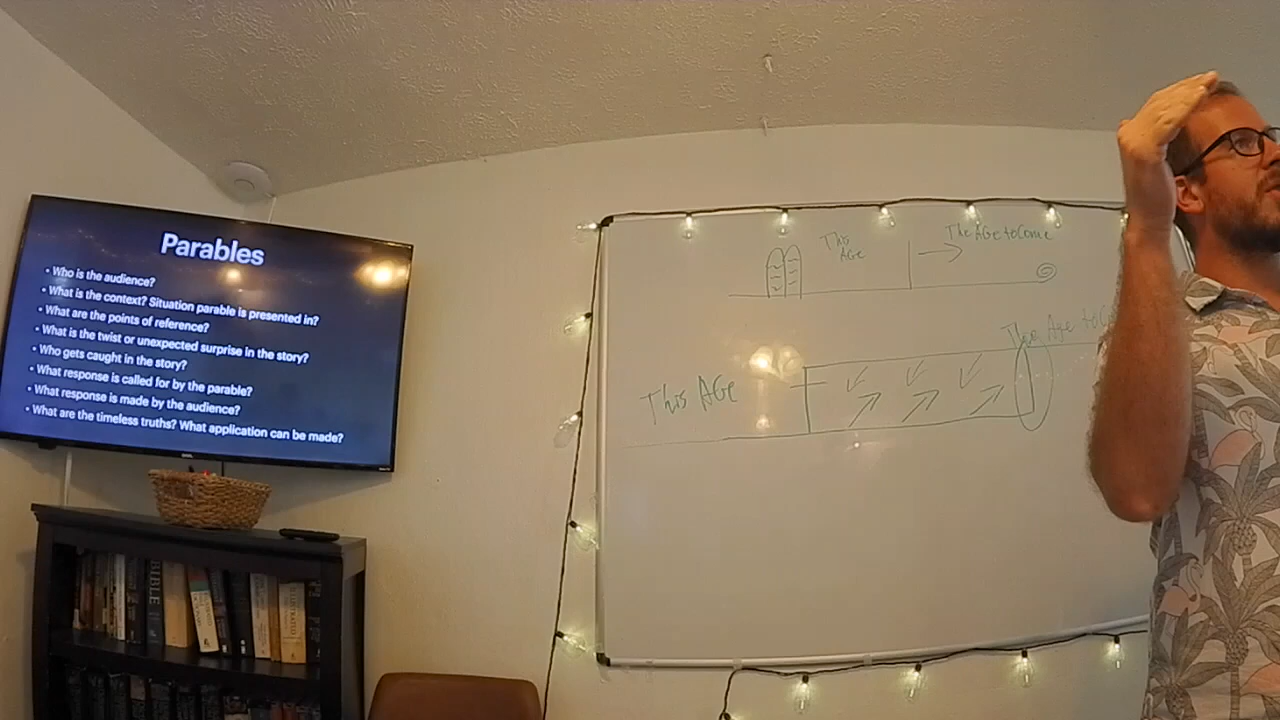 Parables
• Who is the audience?
• What is the context? Situation parable is presented in?
• What are the points of reference?
• What is the twist or unexpected surprise in the story?
• Who gets caught in the story?
• What response is called for by the parable?
• What response is made by the audience?
• What are the timeless truths? What application can be made?
This
AGe
The AGe to Come
The Age to
This AGe
BIBLE